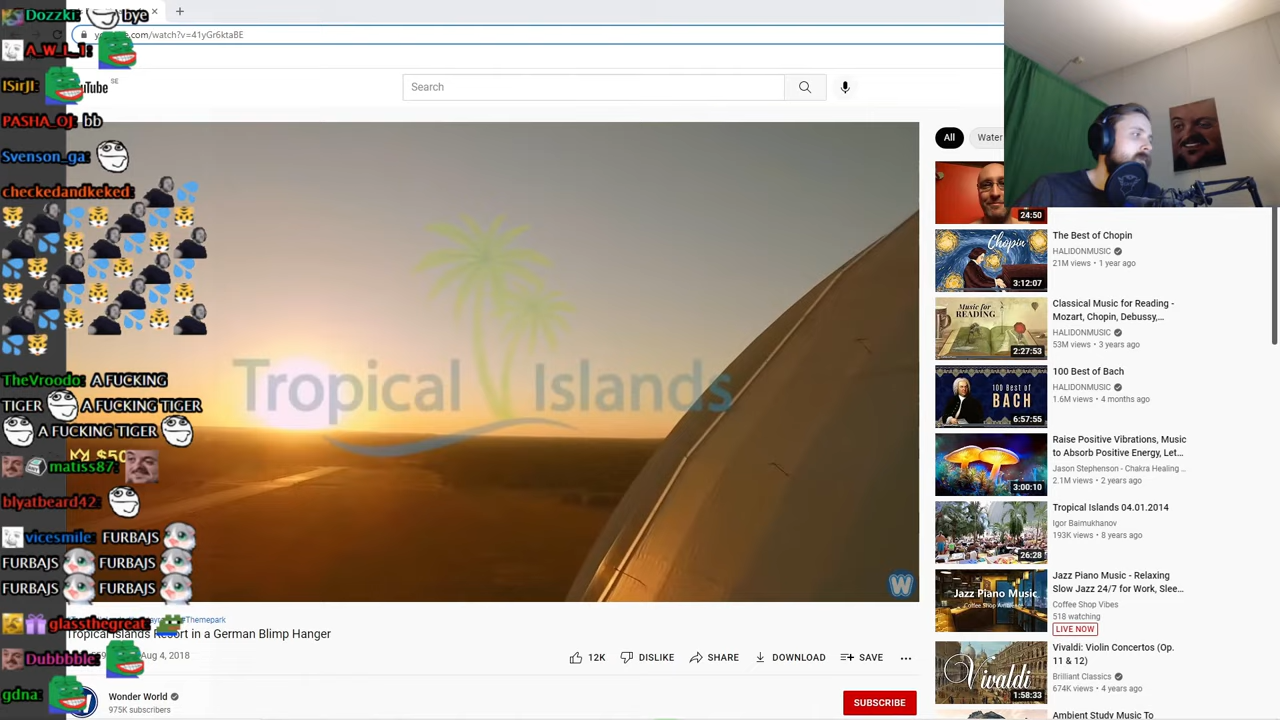 Dozzki: bye
A_W_L_1:
ISirJI:
PASHA_OJ: bb
Svenson_ga:
checkedandkeked:
TheVroodo: A FUCKING
TIGER A FUCKING TIGER
A FUCKING TIGER
$50
matiss87:
blyatbeard42:
vicesmile: FURBAJS
FURBAJS FURBAJS
FURBAJS FURBAJS
glassthegreat:
Dubbbble:
gdna:
.com/watch?v=41yGr6ktaBE
uTube SE
Search
Tropical Islands
W
#Themepark
Tropical Islands Resort in a German Blimp Hanger
Aug 4, 2018
12K DISLIKE SHARE DOWNLOAD SAVE
Wonder World
975K subscribers
SUBSCRIBE
All Water
24:50
Chopin
3:12:07
The Best of Chopin
HALIDONMUSIC
21M views • 1 year ago
Music for
READING
2:27:53
Classical Music for Reading -
Mozart, Chopin, Debussy,...
HALIDONMUSIC
53M views • 3 years ago
100 BEST of
BACH
6:57:55
100 Best of Bach
HALIDONMUSIC
1.6M views • 4 months ago
3:00:10
Raise Positive Vibrations, Music
to Absorb Positive Energy, Let...
Jason Stephenson - Chakra Healing ...
2.1M views • 2 years ago
26:28
Tropical Islands 04.01.2014
Igor Baimukhanov
193K views • 8 years ago
Jazz Piano Music
Coffee Shop Ambience
Jazz Piano Music - Relaxing
Slow Jazz 24/7 for Work, Slee...
Coffee Shop Vibes
518 watching
LIVE NOW
Vivaldi
1:58:33
Vivaldi: Violin Concertos (Op.
11 & 12)
Brilliant Classics
674K views • 4 years ago
Ambient Study Music To